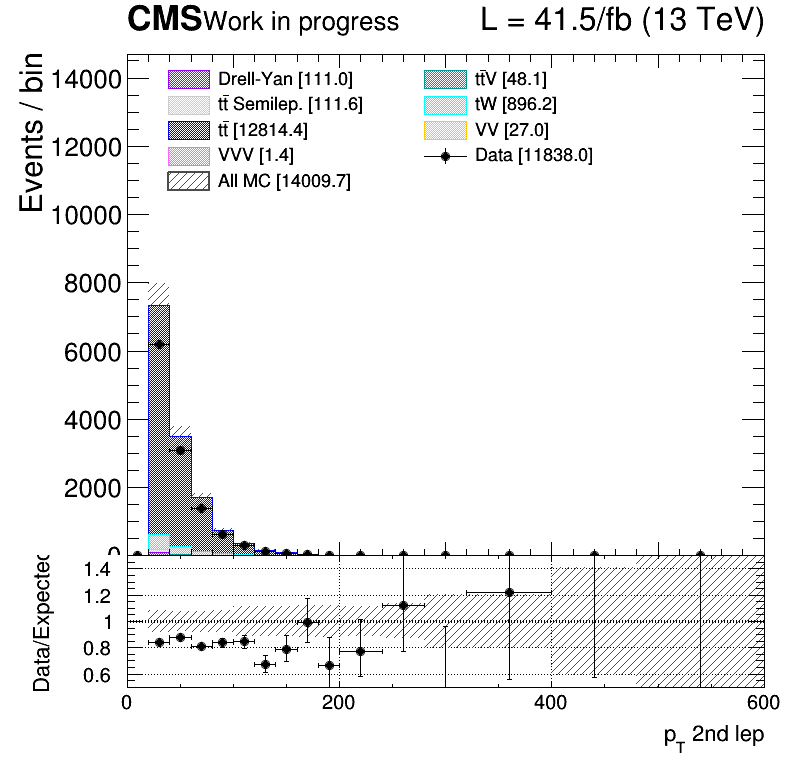 CMS Work in progress L = 41.5/fb (13 TeV)
Events / bin
14000
12000
10000
8000
6000
4000
2000
0
Drell-Yan [111.0]
tt̄ Semilep. [111.6]
tt̄ [12814.4]
VVV [1.4]
All MC [14009.7]
tt̄V [48.1]
tW [896.2]
VV [27.0]
Data [11838.0]
Data/Expected
1.4
1.2
1
0.8
0.6
0 200 400 600
p_T 2nd lep